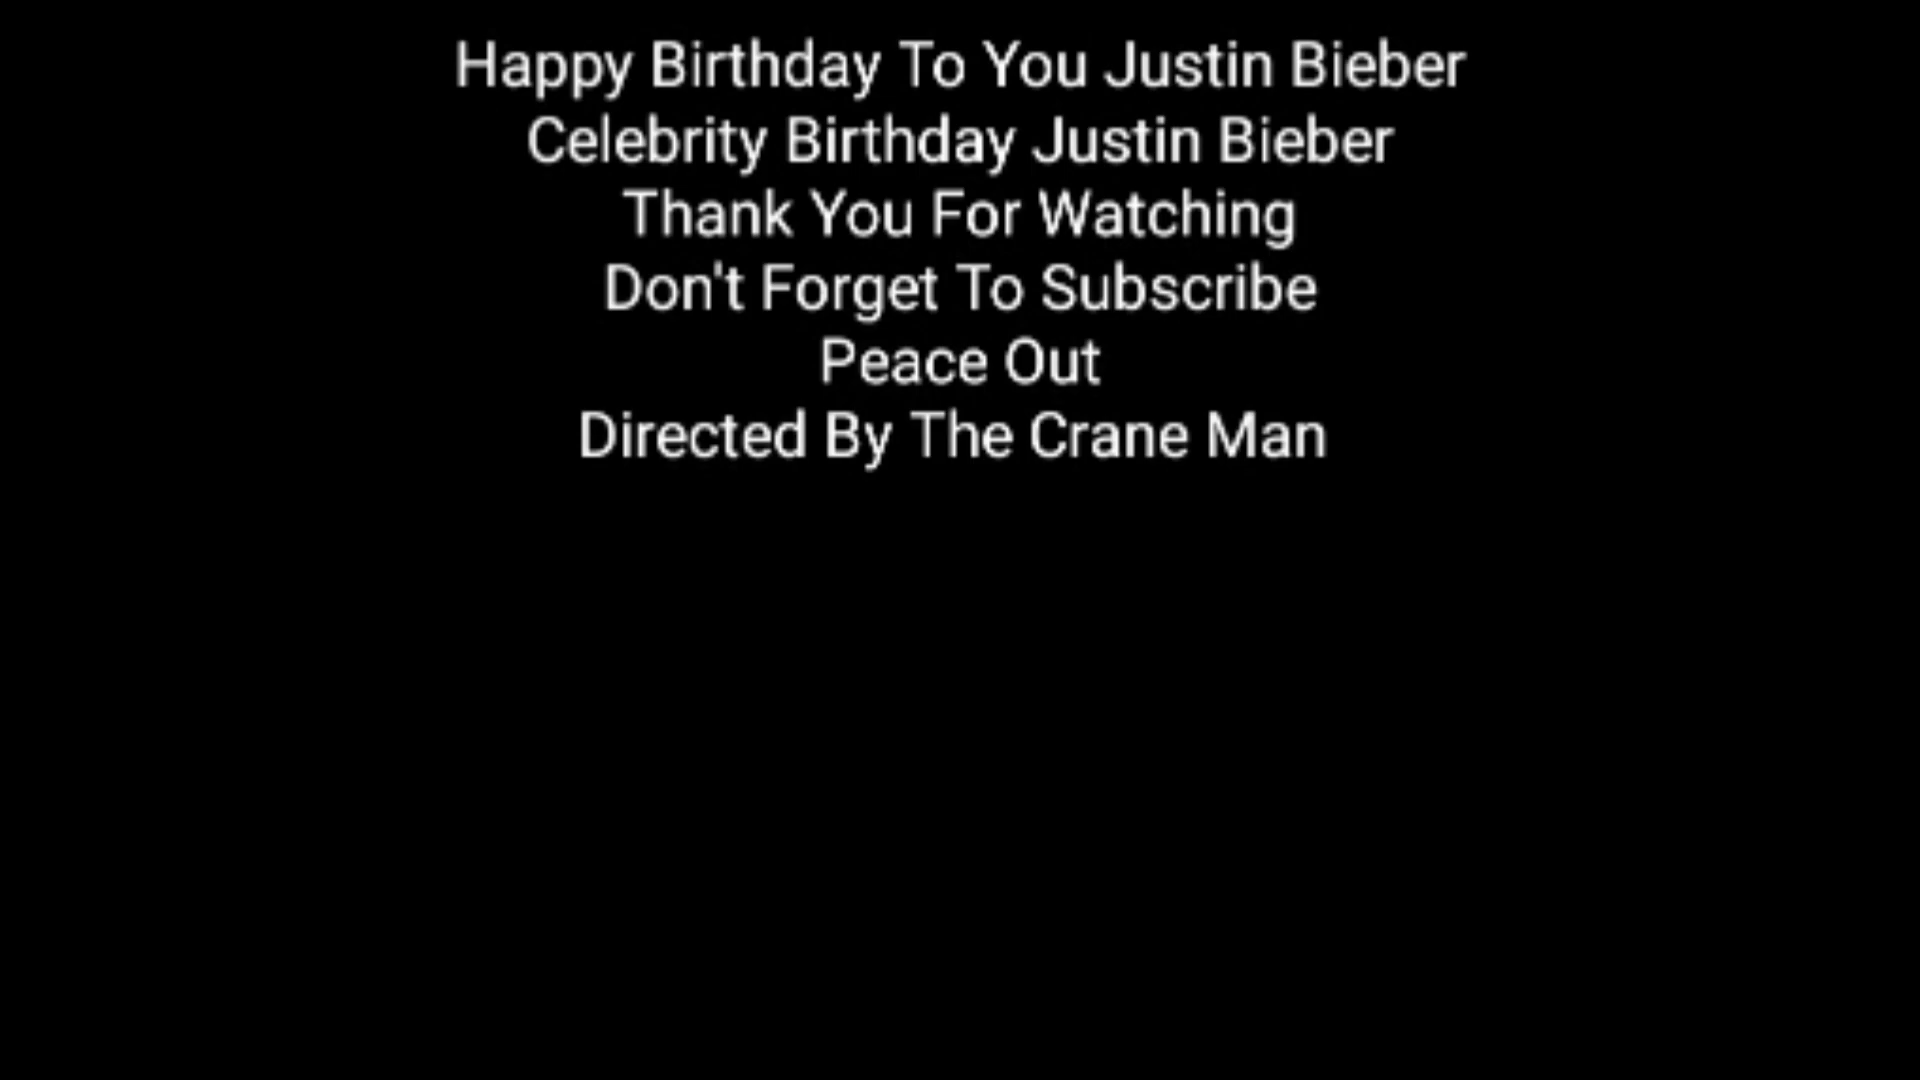 Happy Birthday To You Justin Bieber
Celebrity Birthday Justin Bieber
Thank You For Watching
Don't Forget To Subscribe
Peace Out
Directed By The Crane Man